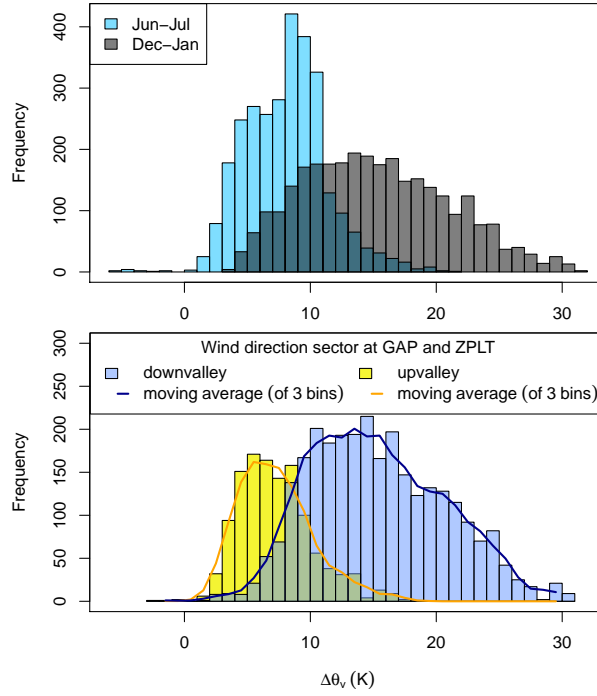 Jun−Jul
Dec−Jan
Frequency
0 100 200 300 400
0 10 20 30
Wind direction sector at GAP and ZPLT
downvalley upvalley
moving average (of 3 bins) moving average (of 3 bins)
Frequency
0 50 100 150 200 250 300
0 10 20 30
Δθv (K)